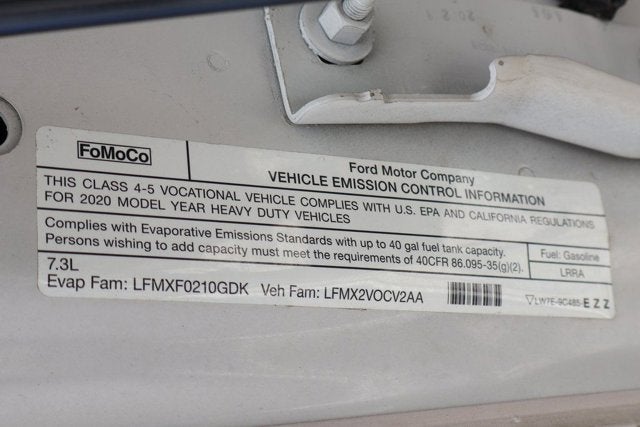 FoMoCo
Ford Motor Company
VEHICLE EMISSION CONTROL INFORMATION
THIS CLASS 4-5 VOCATIONAL VEHICLE COMPLIES WITH U.S. EPA AND CALIFORNIA REGULATIONS
FOR 2020 MODEL YEAR HEAVY DUTY VEHICLES
Complies with Evaporative Emissions Standards with up to 40 gal fuel tank capacity.
Persons wishing to add capacity must meet the requirements of 40CFR 86.095-35(g)(2).
Fuel: Gasoline
LRRA
7.3L
Evap Fam: LFMXF0210GDK Veh Fam: LFMX2VOCV2AA
LW7E-9C485 EZZ